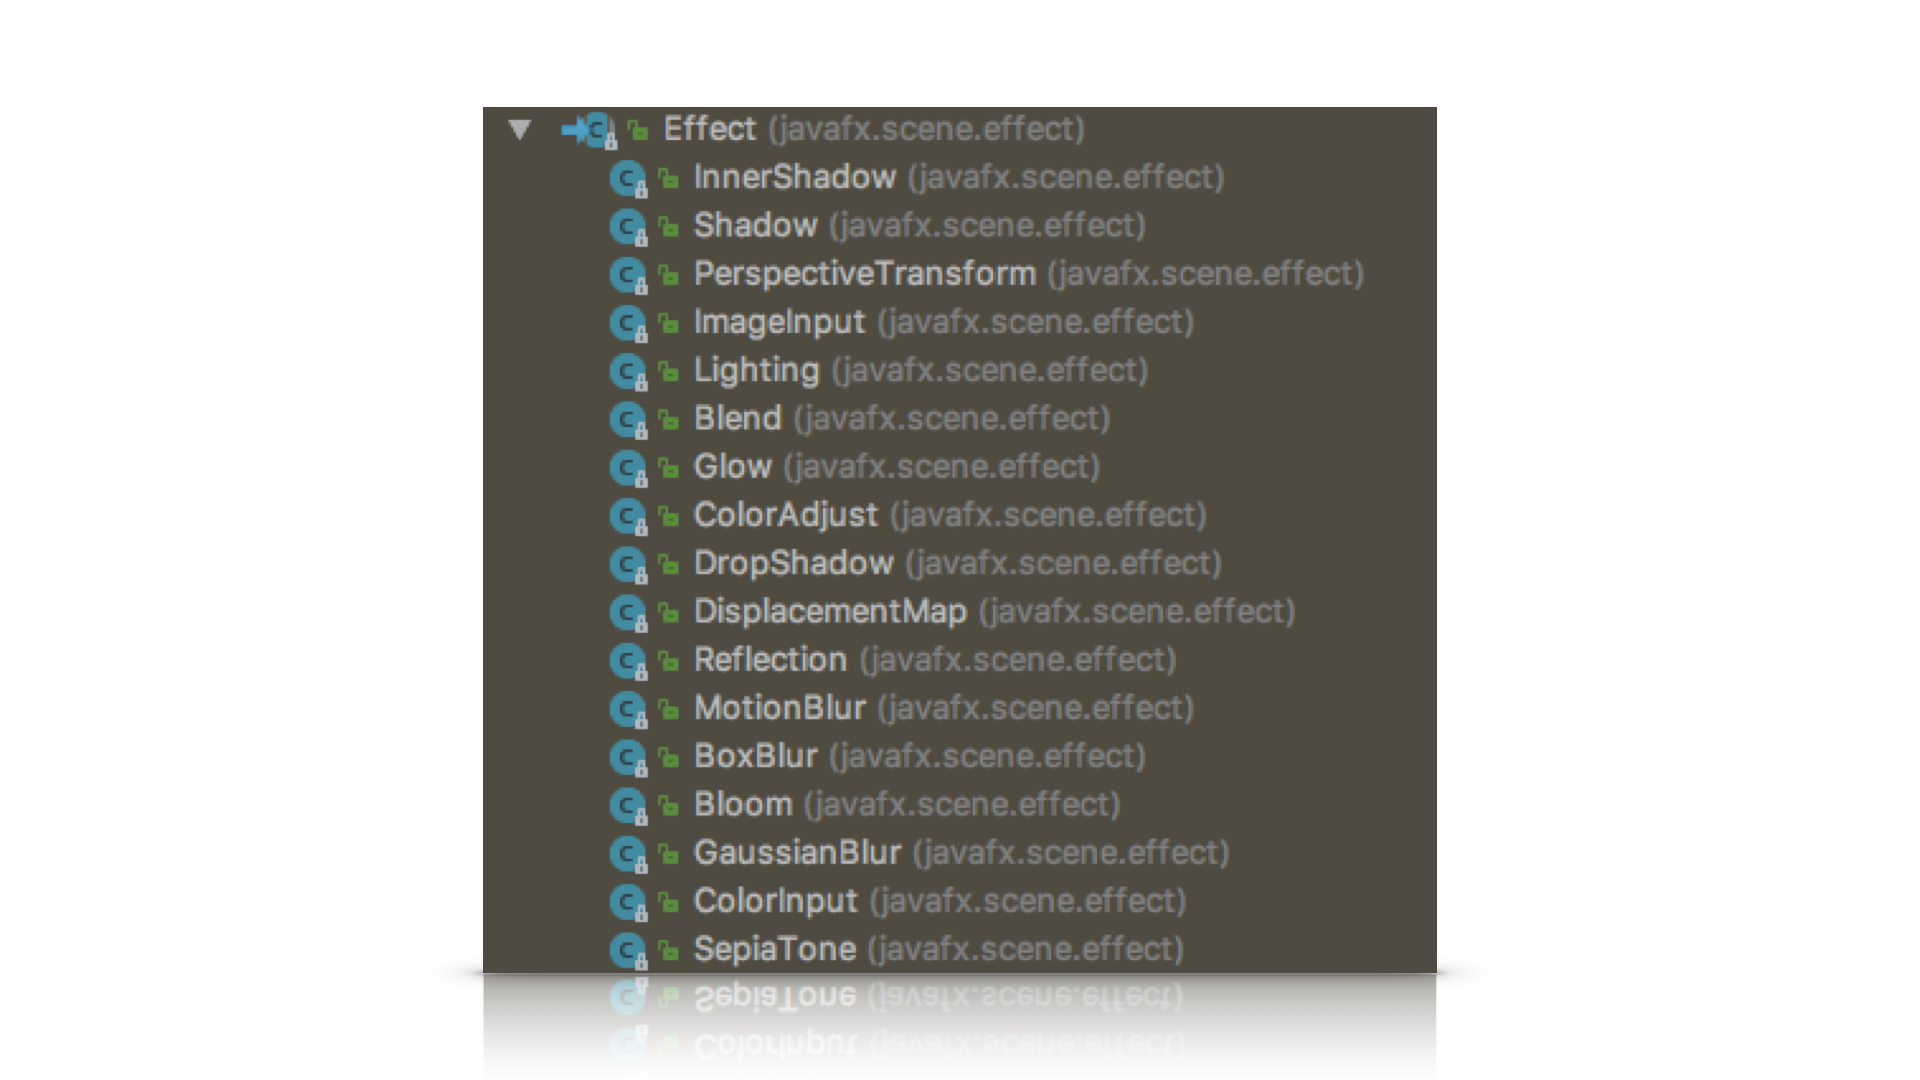 Effect (javafx.scene.effect)
InnerShadow (javafx.scene.effect)
Shadow (javafx.scene.effect)
PerspectiveTransform (javafx.scene.effect)
ImageInput (javafx.scene.effect)
Lighting (javafx.scene.effect)
Blend (javafx.scene.effect)
Glow (javafx.scene.effect)
ColorAdjust (javafx.scene.effect)
DropShadow (javafx.scene.effect)
DisplacementMap (javafx.scene.effect)
Reflection (javafx.scene.effect)
MotionBlur (javafx.scene.effect)
BoxBlur (javafx.scene.effect)
Bloom (javafx.scene.effect)
GaussianBlur (javafx.scene.effect)
ColorInput (javafx.scene.effect)
SepiaTone (javafx.scene.effect)